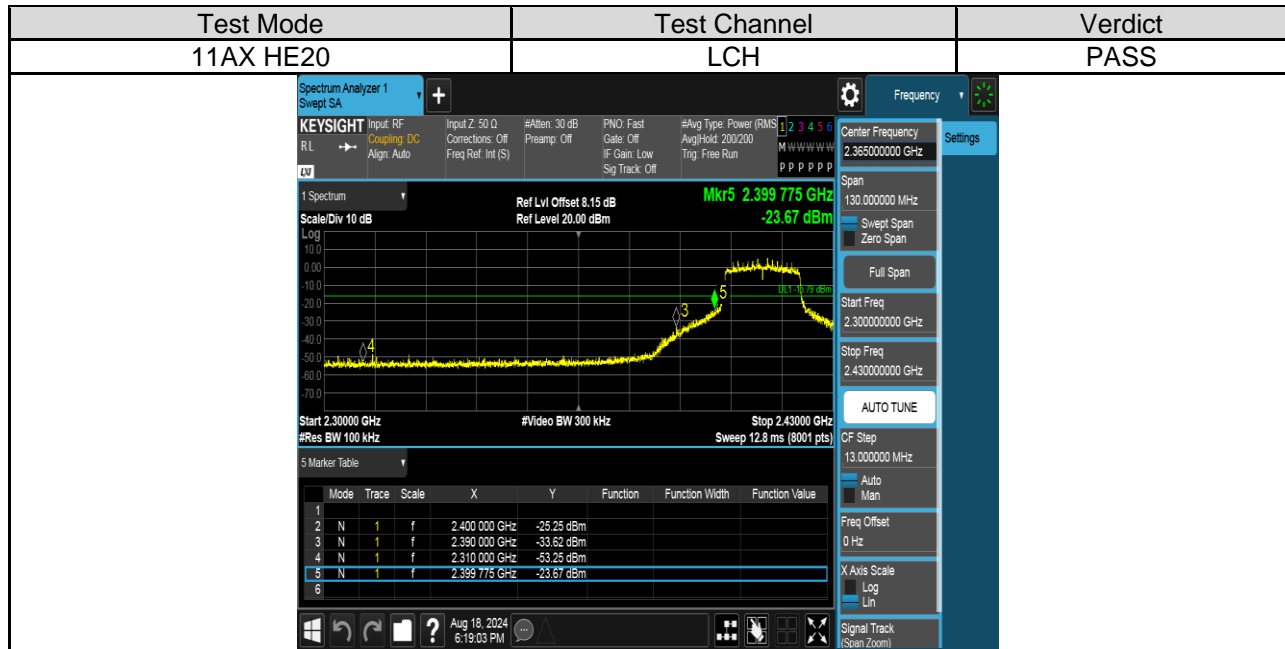 Test Mode Test Channel Verdict
11AX HE20 LCH PASS
Spectrum Analyzer 1
Swept SA
Frequency
KEYSIGHT
RL
LXI
Input: RF
Coupling: DC
Align: Auto
Input Z: 50 Ω
Corrections: Off
Freq Ref: Int (S)
#Atten: 30 dB
Preamp: Off
PNO: Fast
Gate: Off
IF Gain: Low
Sig Track: Off
#Avg Type: Power (RMS
Avg|Hold: 200/200
Trig: Free Run
1 2 3 4 5 6
M W W W W W
P P P P P P
1 Spectrum
Scale/Div 10 dB
Log
Ref Lvl Offset 8.15 dB
Ref Level 20.00 dBm
Mkr5 2.399 775 GHz
-23.67 dBm
10.0
0.00
-10.0
-20.0
-30.0
-40.0
-50.0
-60.0
-70.0
DL1 -15.79 dBm
5
3
4
Start 2.30000 GHz
#Res BW 100 kHz
#Video BW 300 kHz
Stop 2.43000 GHz
Sweep 12.8 ms (8001 pts)
5 Marker Table
Mode Trace Scale X Y Function Function Width Function Value
1
2 N 1 f 2.400 000 GHz -25.25 dBm
3 N 1 f 2.390 000 GHz -33.62 dBm
4 N 1 f 2.310 000 GHz -53.25 dBm
5 N 1 f 2.399 775 GHz -23.67 dBm
6
?
Aug 18, 2024
6:19:03 PM
Center Frequency
2.365000000 GHz
Settings
Span
130.000000 MHz
Swept Span
Zero Span
Full Span
Start Freq
2.300000000 GHz
Stop Freq
2.430000000 GHz
AUTO TUNE
CF Step
13.000000 MHz
Auto
Man
Freq Offset
0 Hz
X Axis Scale
Log
Lin
Signal Track
(Span Zoom)